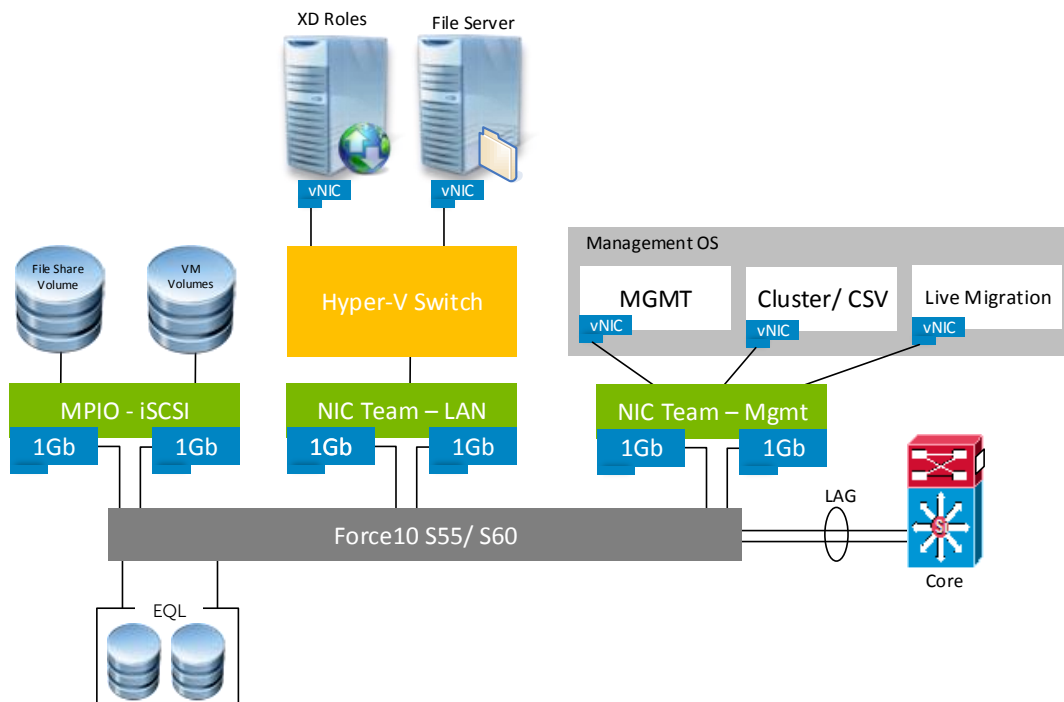 XD Roles
File Server
vNIC
vNIC
File Share
Volume
VM
Volumes
Hyper-V Switch
Management OS
MGMT
Cluster/ CSV
Live Migration
vNIC
vNIC
vNIC
MPIO - iSCSI
1Gb
1Gb
NIC Team – LAN
1Gb
1Gb
NIC Team – Mgmt
1Gb
1Gb
Force10 S55/ S60
LAG
Si
Core
EQL